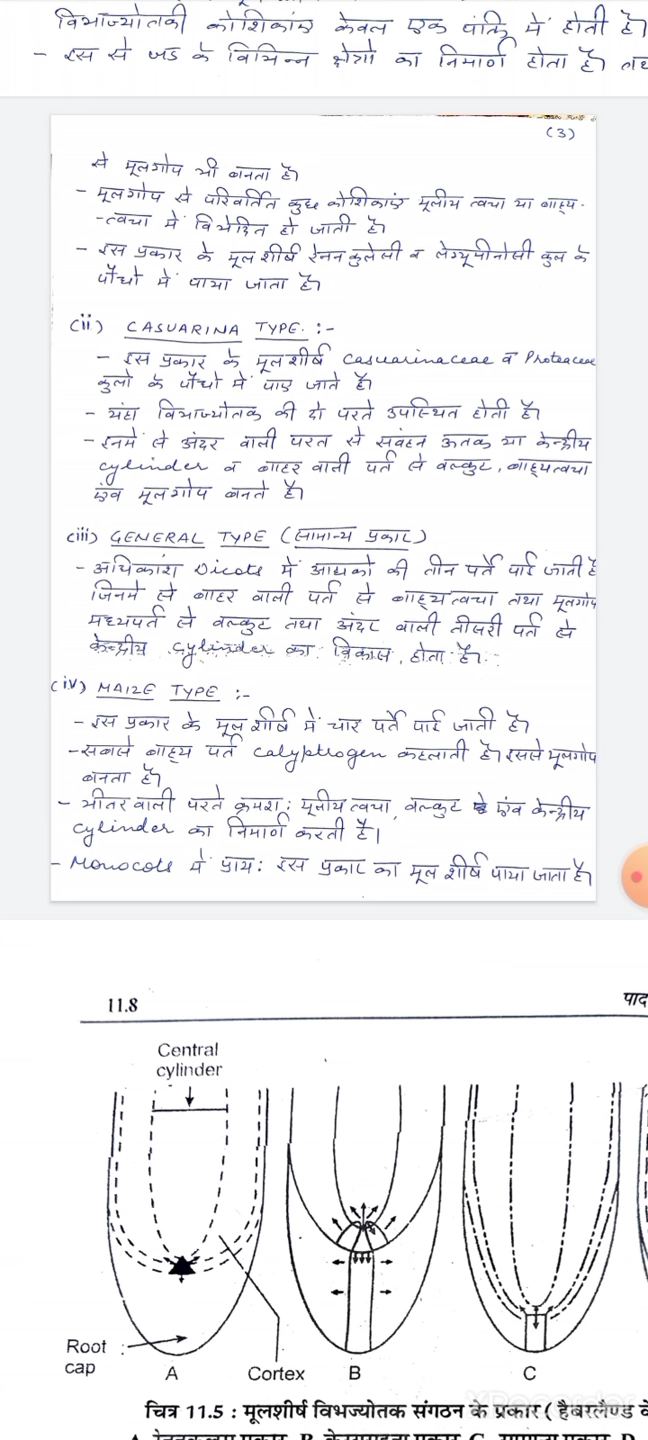 विभाज्योतकी कोशिकाएं केवल एक पंक्ति में होती है।
- इस से जड के विभिन्न क्षेत्रो का निमार्ण होता है तथ
(3)
से मूलगोप भी बनता है।
- मूलगोप से परिवर्तित कुछ कोशिकाएं मूलीय त्वचा या बाह्य-
-त्वचा में विभेदित हो जाती है।
- इस प्रकार के मूल शीर्ष रेनन कुलेसी व लेग्यूमीनोसी कुल के
पौंधो में पाया जाता है।
(ii) CASUARINA TYPE :-
- इस प्रकार के मूल शीर्ष Casuarinaceae व Proteaceae
कुलो के पौंधो में पाए जाते है।
- यंहा विभाज्योतक की दो परते उपस्थित होती है।
- इनमे से अंदर वाली परत से संवहन ऊतक या केन्द्रीय
cylinder व बाहर वाली पर्त से वल्कुट, बाह्यत्वचा
एंव मूलगोप बनते है।
(iii) GENERAL TYPE (सामान्य प्रकार)
- अधिकांश Dicots में आद्यको की तीन पर्ते पाई जाती है
जिनमे से बाहर वाली पर्त से बाह्यत्वचा तथा मूलगोप
मध्यपर्त से वल्कुट तथा अंदर वाली तीसरी पर्त से
केन्द्रीय cylinder का विकास, होता है।
(iv) MAIZE TYPE :-
- इस प्रकार के मूल शीर्ष में चार पर्ते पाई जाती है।
- सबसे बाह्य पर्त Calyptrogen कहलाती है। इससे मूलगोप
बनता है।
- भीतर वाली परते क्रमश: मूलीय त्वचा, वल्कुट एंव केन्द्रीय
cylinder का निमार्ण करती है।
- Monocots में प्राय: इस प्रकार का मूल शीर्ष पाया जाता है।
11.8 पाद
Central
cylinder
Root
cap
A Cortex B C
चित्र 11.5 : मूलशीर्ष विभज्योतक संगठन के प्रकार ( हैबरलैण्ड के